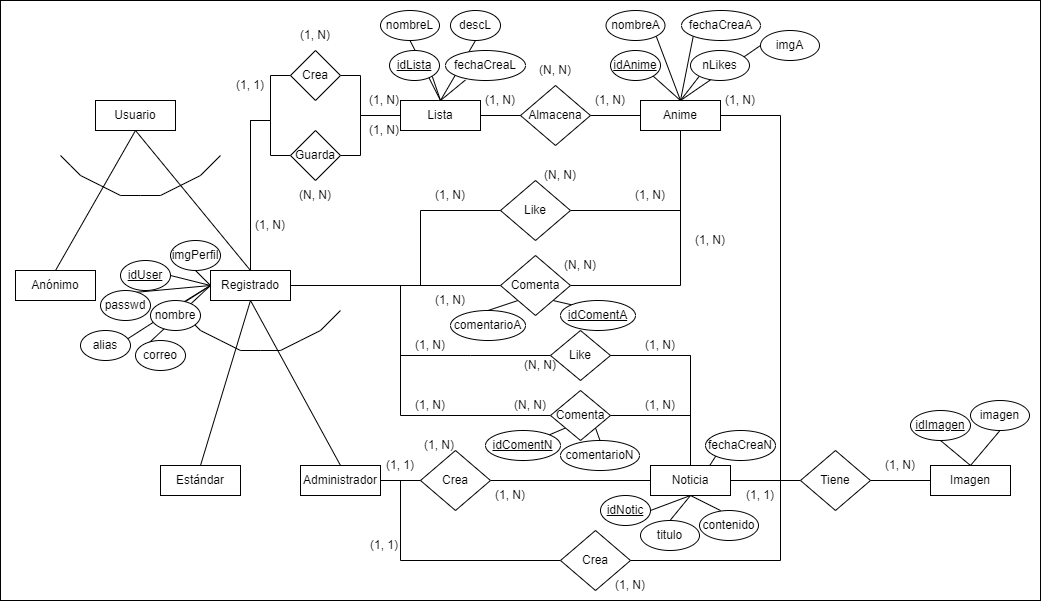 nombreL
descL
nombreA
fechaCreaA
imgA
(1, N)
idLista
fechaCreaL
(N, N)
idAnime
nLikes
Crea
(1, 1)
(1, N)
(1, N)
(1, N)
(1, N)
Usuario
Lista
Almacena
Anime
(1, N)
Guarda
(N, N)
(N, N)
(1, N)
(1, N)
Like
(1, N)
(1, N)
imgPerfil
(N, N)
idUser
Anónimo
Registrado
Comenta
passwd
(1, N)
nombre
comentarioA
idComentA
alias
correo
(1, N)
Like
(1, N)
(N, N)
(1, N)
(N, N)
(1, N)
Comenta
idComentN
comentarioN
fechaCreaN
idImagen
imagen
(1, N)
(1, 1)
(1, N)
Estándar
Administrador
Crea
Noticia
Tiene
Imagen
(1, N)
(1, 1)
idNotic
titulo
contenido
(1, 1)
Crea
(1, N)